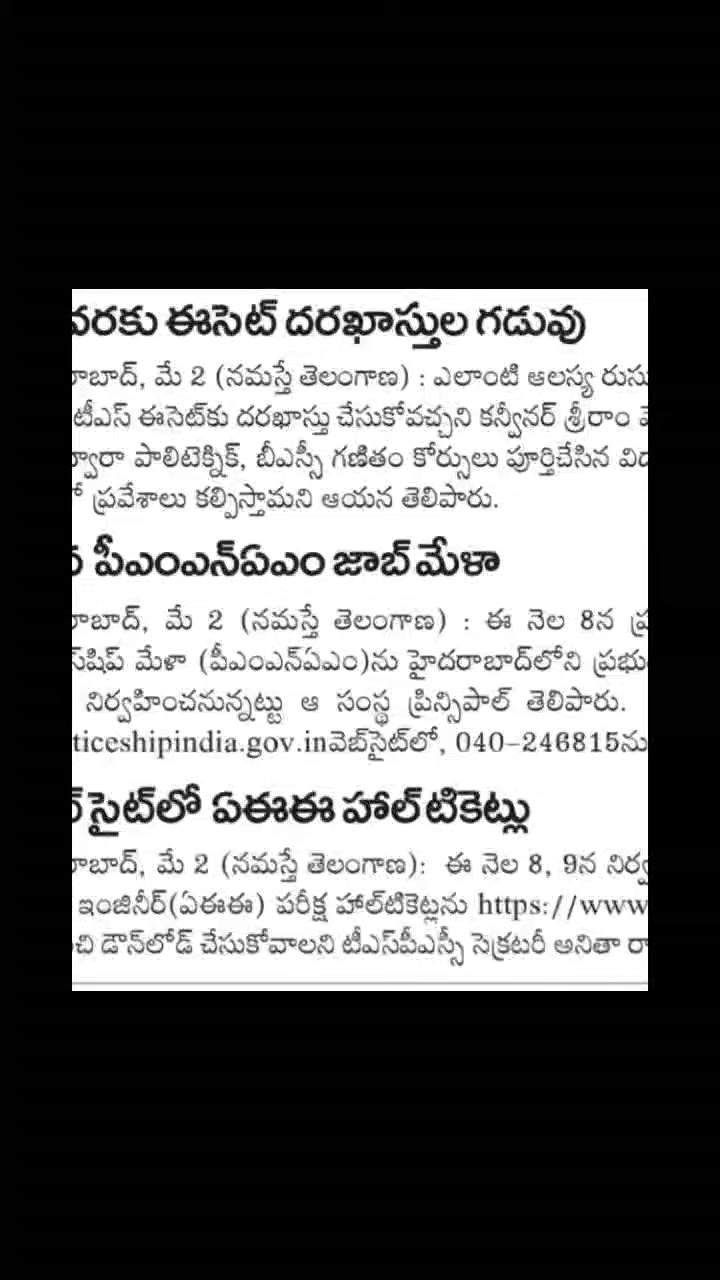 వరకు ఈసెట్ దరఖాస్తుల గడువు
రాబాద్, మే 2 (నమస్తే తెలంగాణ) : ఎలాంటి ఆలస్య రుసు
టీఎస్ ఈసెట్‌కు దరఖాస్తు చేసుకోవచ్చని కన్వీనర్ శ్రీరాం వె
ద్వారా పాలిటెక్నిక్, బీఎస్సీ గణితం కోర్సులు పూర్తిచేసిన విద
ప్రవేశాలు కల్పిస్తామని ఆయన తెలిపారు.
న పీఎంఎన్ఏఎం జాబ్ మేళా
రాబాద్, మే 2 (నమస్తే తెలంగాణ) : ఈ నెల 8న ప్ర
స్‌షిప్ మేళా (పీఎంఎన్ఏఎం)ను హైదరాబాద్‌లోని ప్రభు
నిర్వహించనున్నట్టు ఆ సంస్థ ప్రిన్సిపాల్ తెలిపారు.
ticeshipindia.gov.inవెబ్‌సైట్‌లో, 040-246815ను
సైట్‌లో ఏఈఈ హాల్ టికెట్లు
రాబాద్, మే 2 (నమస్తే తెలంగాణ): ఈ నెల 8, 9న నిర్వ
ఇంజినీర్(ఏఈఈ) పరీక్ష హాల్‌టికెట్లను https://www
చి డౌన్‌లోడ్ చేసుకోవాలని టీఎస్‌పీఎస్సీ సెక్రటరీ అనితా రా